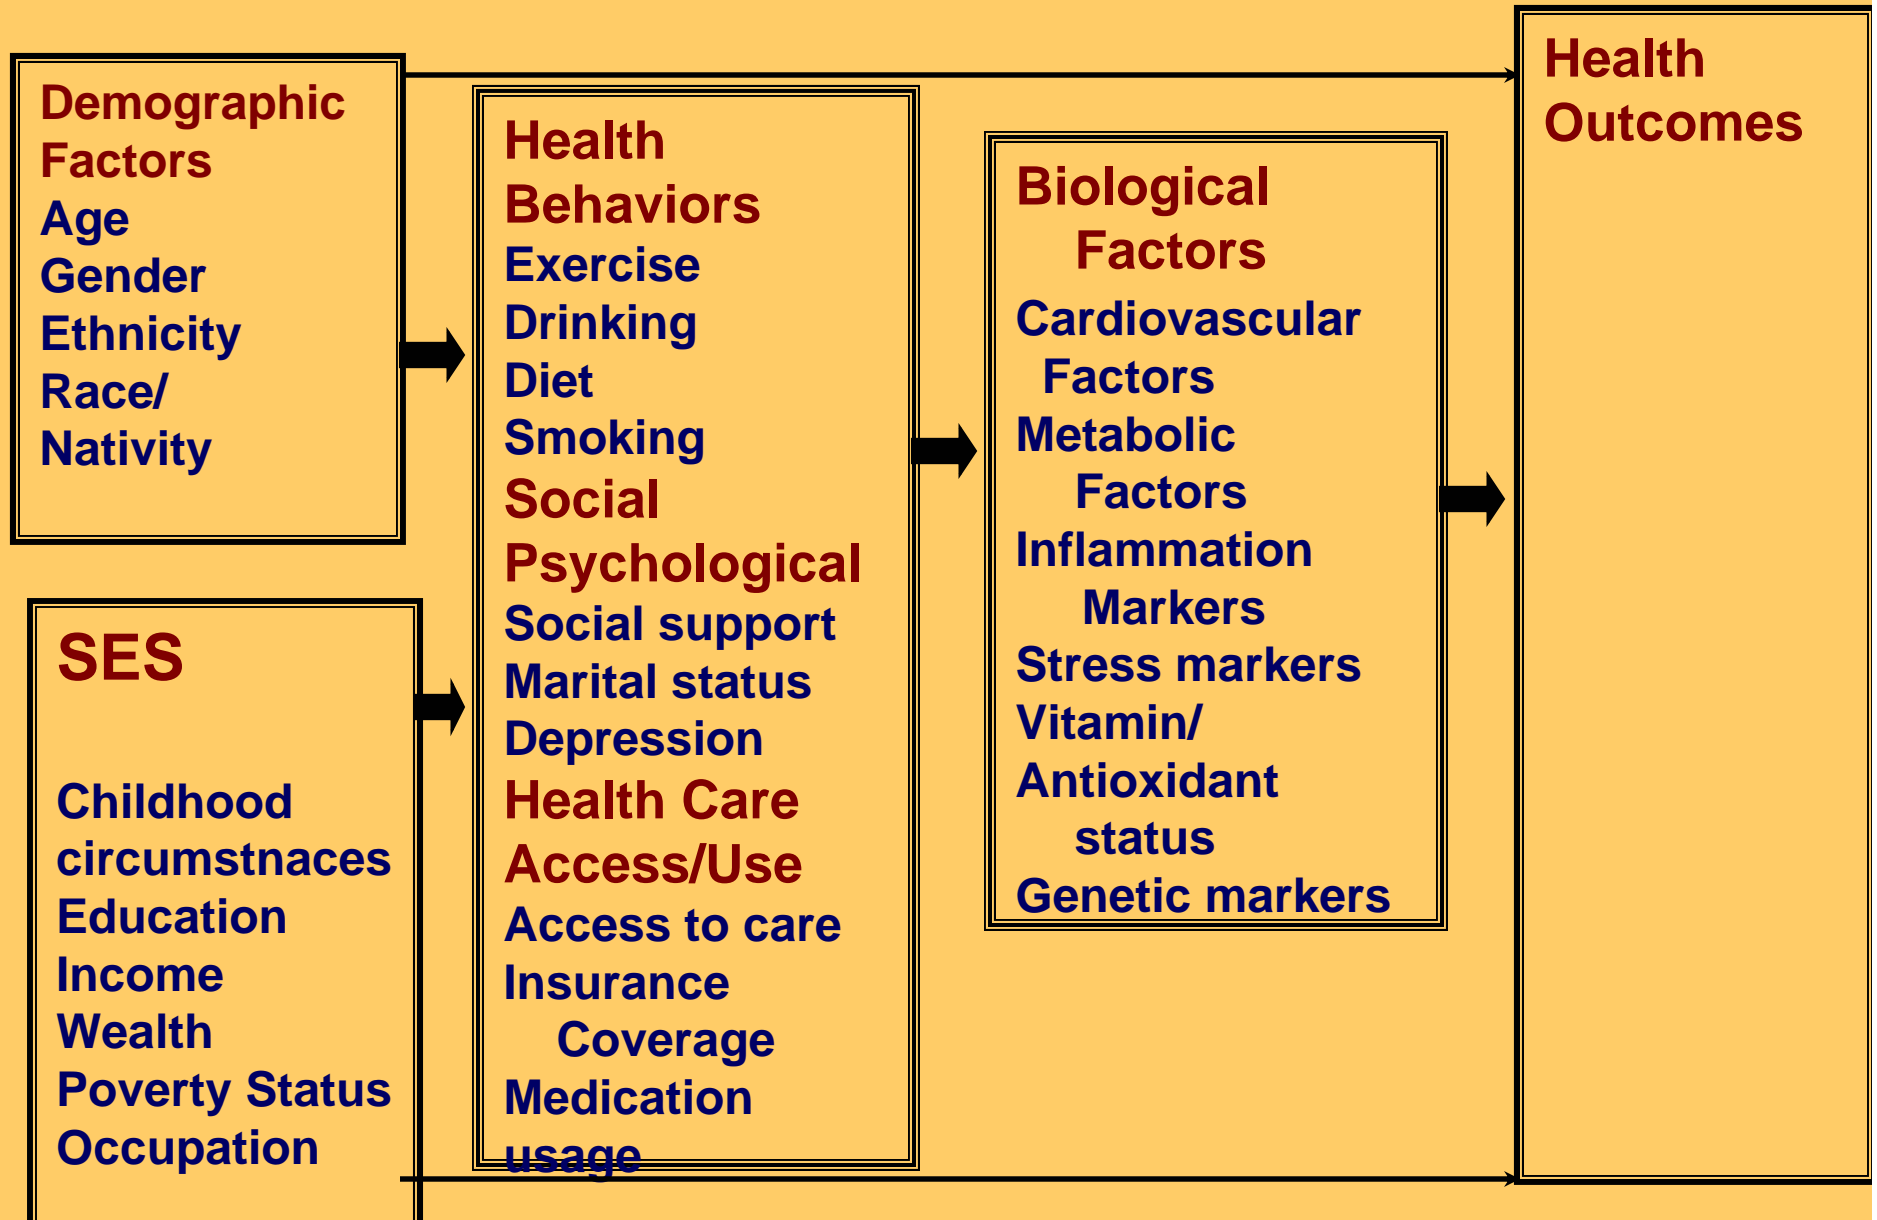 Demographic
Factors
Age
Gender
Ethnicity
Race/
Nativity
SES
Childhood
circumstnaces
Education
Income
Wealth
Poverty Status
Occupation
Health
Behaviors
Exercise
Drinking
Diet
Smoking
Social
Psychological
Social support
Marital status
Depression
Health Care
Access/Use
Access to care
Insurance
Coverage
Medication
usage
Biological
Factors
Cardiovascular
Factors
Metabolic
Factors
Inflammation
Markers
Stress markers
Vitamin/
Antioxidant
status
Genetic markers
Health
Outcomes